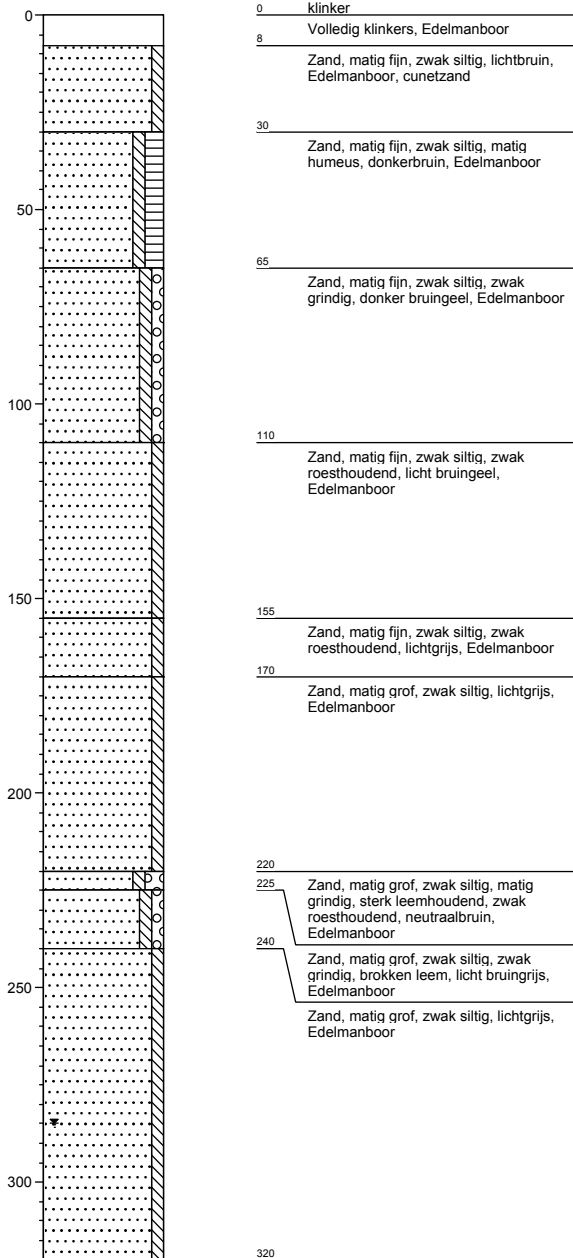 0
50
100
150
200
250
300
0
klinker
Volledig klinkers, Edelmanboor
8
Zand, matig fijn, zwak siltig, lichtbruin,
Edelmanboor, cunetzand
30
Zand, matig fijn, zwak siltig, matig
humeus, donkerbruin, Edelmanboor
65
Zand, matig fijn, zwak siltig, zwak
grindig, donker bruingeel, Edelmanboor
110
Zand, matig fijn, zwak siltig, zwak
roesthoudend, licht bruingeel,
Edelmanboor
155
Zand, matig fijn, zwak siltig, zwak
roesthoudend, lichtgrijs, Edelmanboor
170
Zand, matig grof, zwak siltig, lichtgrijs,
Edelmanboor
220
Zand, matig grof, zwak siltig, matig
grindig, sterk leemhoudend, zwak
roesthoudend, neutraalbruin,
Edelmanboor
225
Zand, matig grof, zwak siltig, zwak
grindig, brokken leem, licht bruingrijs,
Edelmanboor
240
Zand, matig grof, zwak siltig, lichtgrijs,
Edelmanboor
320